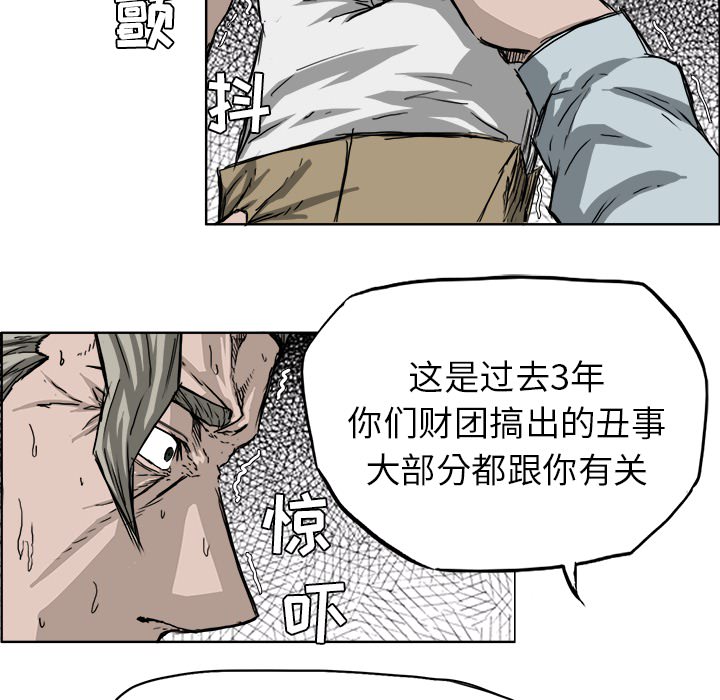 颤
抖
这是过去3年
你们财团搞出的丑事
大部分都跟你有关
惊
吓